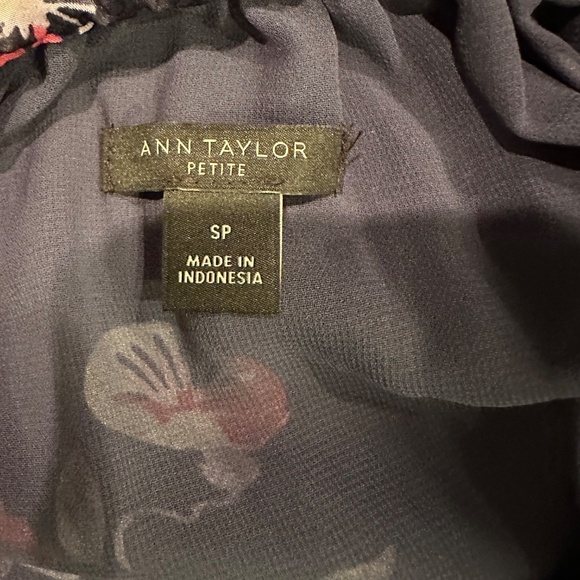 ANN TAYLOR
PETITE
SP
MADE IN
INDONESIA